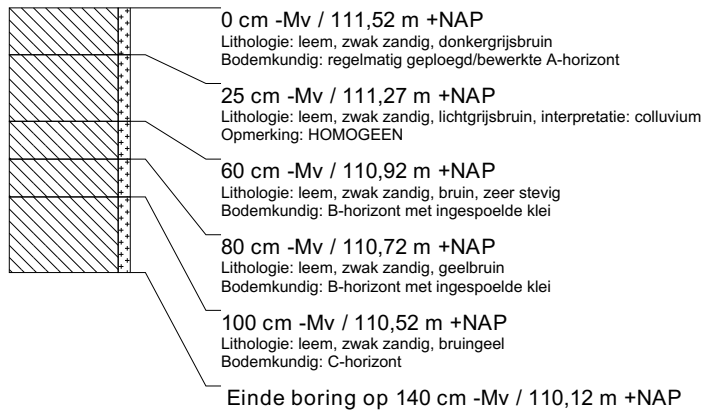 0 cm -Mv / 111,52 m +NAP
Lithologie: leem, zwak zandig, donkergrijsbruin
Bodemkundig: regelmatig geploegd/bewerkte A-horizont
25 cm -Mv / 111,27 m +NAP
Lithologie: leem, zwak zandig, lichtgrijsbruin, interpretatie: colluvium
Opmerking: HOMOGEEN
60 cm -Mv / 110,92 m +NAP
Lithologie: leem, zwak zandig, bruin, zeer stevig
Bodemkundig: B-horizont met ingespoelde klei
80 cm -Mv / 110,72 m +NAP
Lithologie: leem, zwak zandig, geelbruin
Bodemkundig: B-horizont met ingespoelde klei
100 cm -Mv / 110,52 m +NAP
Lithologie: leem, zwak zandig, bruingeel
Bodemkundig: C-horizont
Einde boring op 140 cm -Mv / 110,12 m +NAP